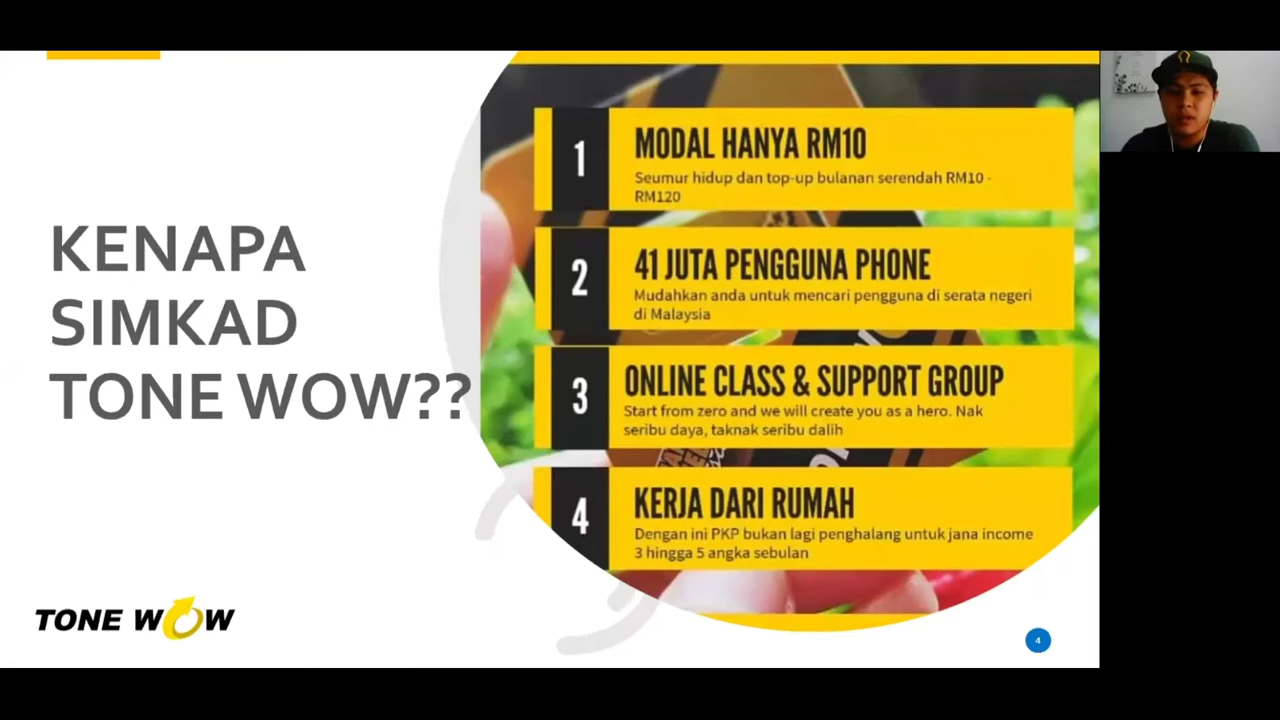 KENAPA
SIMKAD
TONE WOW??
1
MODAL HANYA RM10
Seumur hidup dan top-up bulanan serendah RM10 -
RM120
2
41 JUTA PENGGUNA PHONE
Mudahkan anda untuk mencari pengguna di serata negeri
di Malaysia
3
ONLINE CLASS & SUPPORT GROUP
Start from zero and we will create you as a hero. Nak
seribu daya, taknak seribu dalih
4
KERJA DARI RUMAH
Dengan ini PKP bukan lagi penghalang untuk jana income
3 hingga 5 angka sebulan
TONE WOW
4